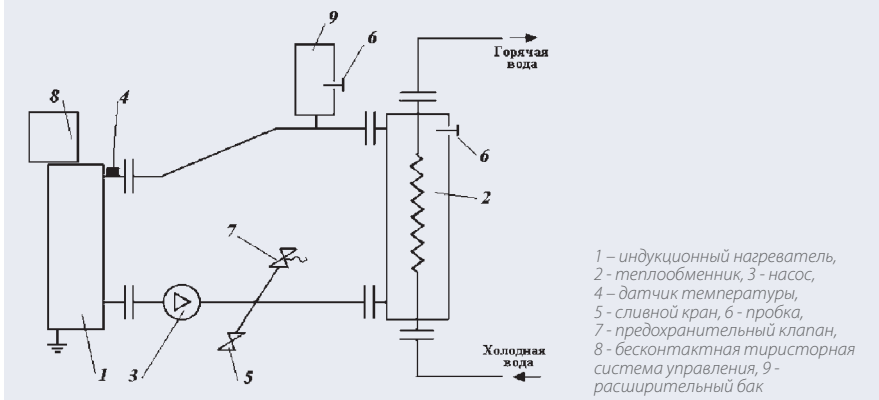 9
6
Горячая
вода
8
4
6
2
7
1
3
5
Холодная
вода
1 – индукционный нагреватель,
2 - теплообменник, 3 - насос,
4 – датчик температуры,
5 - сливной кран, 6 - пробка,
7 - предохранительный клапан,
8 - бесконтактная тиристорная
система управления, 9 -
расширительный бак